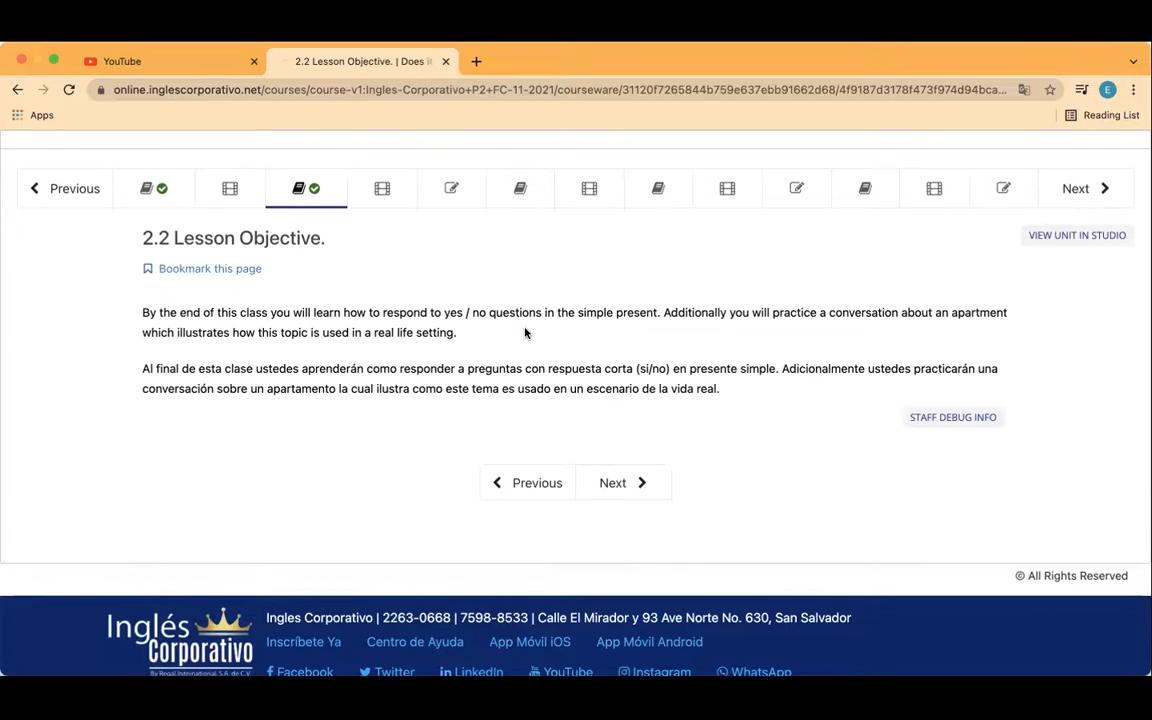 YouTube
2.2 Lesson Objective. | Does i
online.inglescorporativo.net/courses/course-v1:Ingles-Corporativo+P2+FC-11-2021/courseware/31120f7265844b759e637ebb91662d68/4f9187d3178f473f974d94bca...
E
Apps
Reading List
Previous
Next
2.2 Lesson Objective.
VIEW UNIT IN STUDIO
Bookmark this page
By the end of this class you will learn how to respond to yes / no questions in the simple present. Additionally you will practice a conversation about an apartment
which illustrates how this topic is used in a real life setting.
Al final de esta clase ustedes aprenderán como responder a preguntas con respuesta corta (si/no) en presente simple. Adicionalmente ustedes practicarán una
conversación sobre un apartamento la cual ilustra como este tema es usado en un escenario de la vida real.
STAFF DEBUG INFO
Previous
Next
© All Rights Reserved
Inglés
Corporativo
By Regal International, S.A. de C.V.
Ingles Corporativo | 2263-0668 | 7598-8533 | Calle El Mirador y 93 Ave Norte No. 630, San Salvador
Inscríbete Ya
Centro de Ayuda
App Móvil iOS
App Móvil Android
Facebook
Twitter
LinkedIn
YouTube
Instagram
WhatsApp